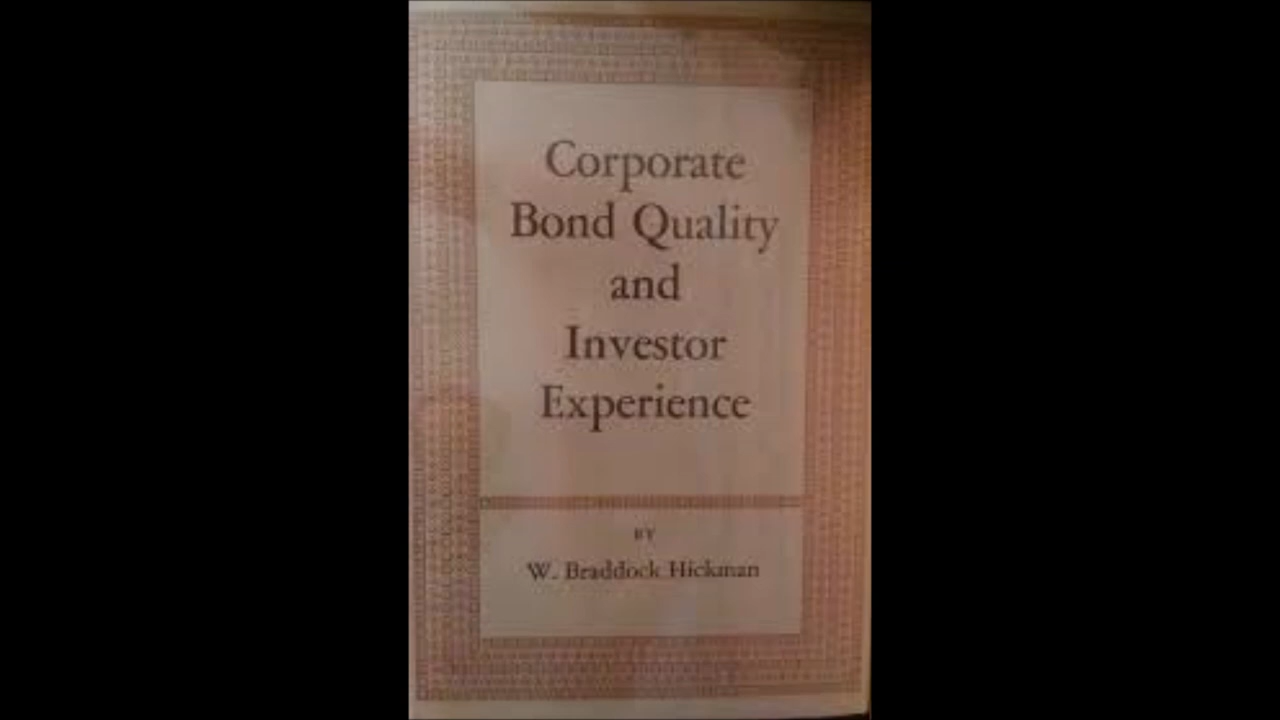 Corporate
Bond Quality
and
Investor
Experience
BY
W. Braddock Hickman